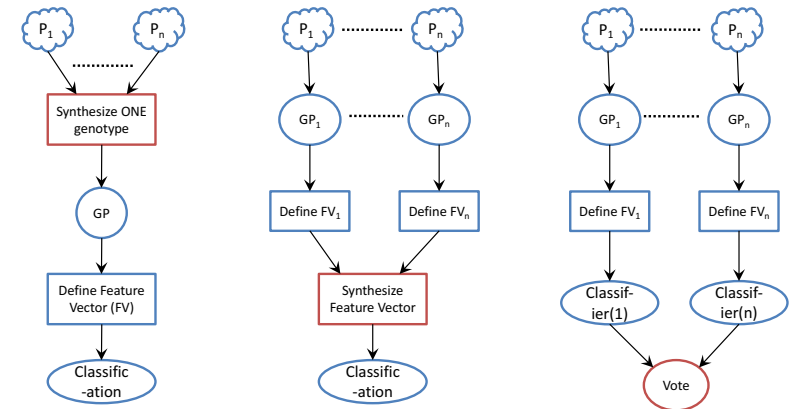 P1
Pn
Synthesize ONE
genotype
GP
Define Feature
Vector (FV)
Classific
-ation
P1
Pn
GP1
GPn
Define FV1
Define FVn
Synthesize
Feature Vector
Classific
-ation
P1
Pn
GP1
GPn
Define FV1
Define FVn
Classif-
ier(1)
Classif-
ier(n)
Vote